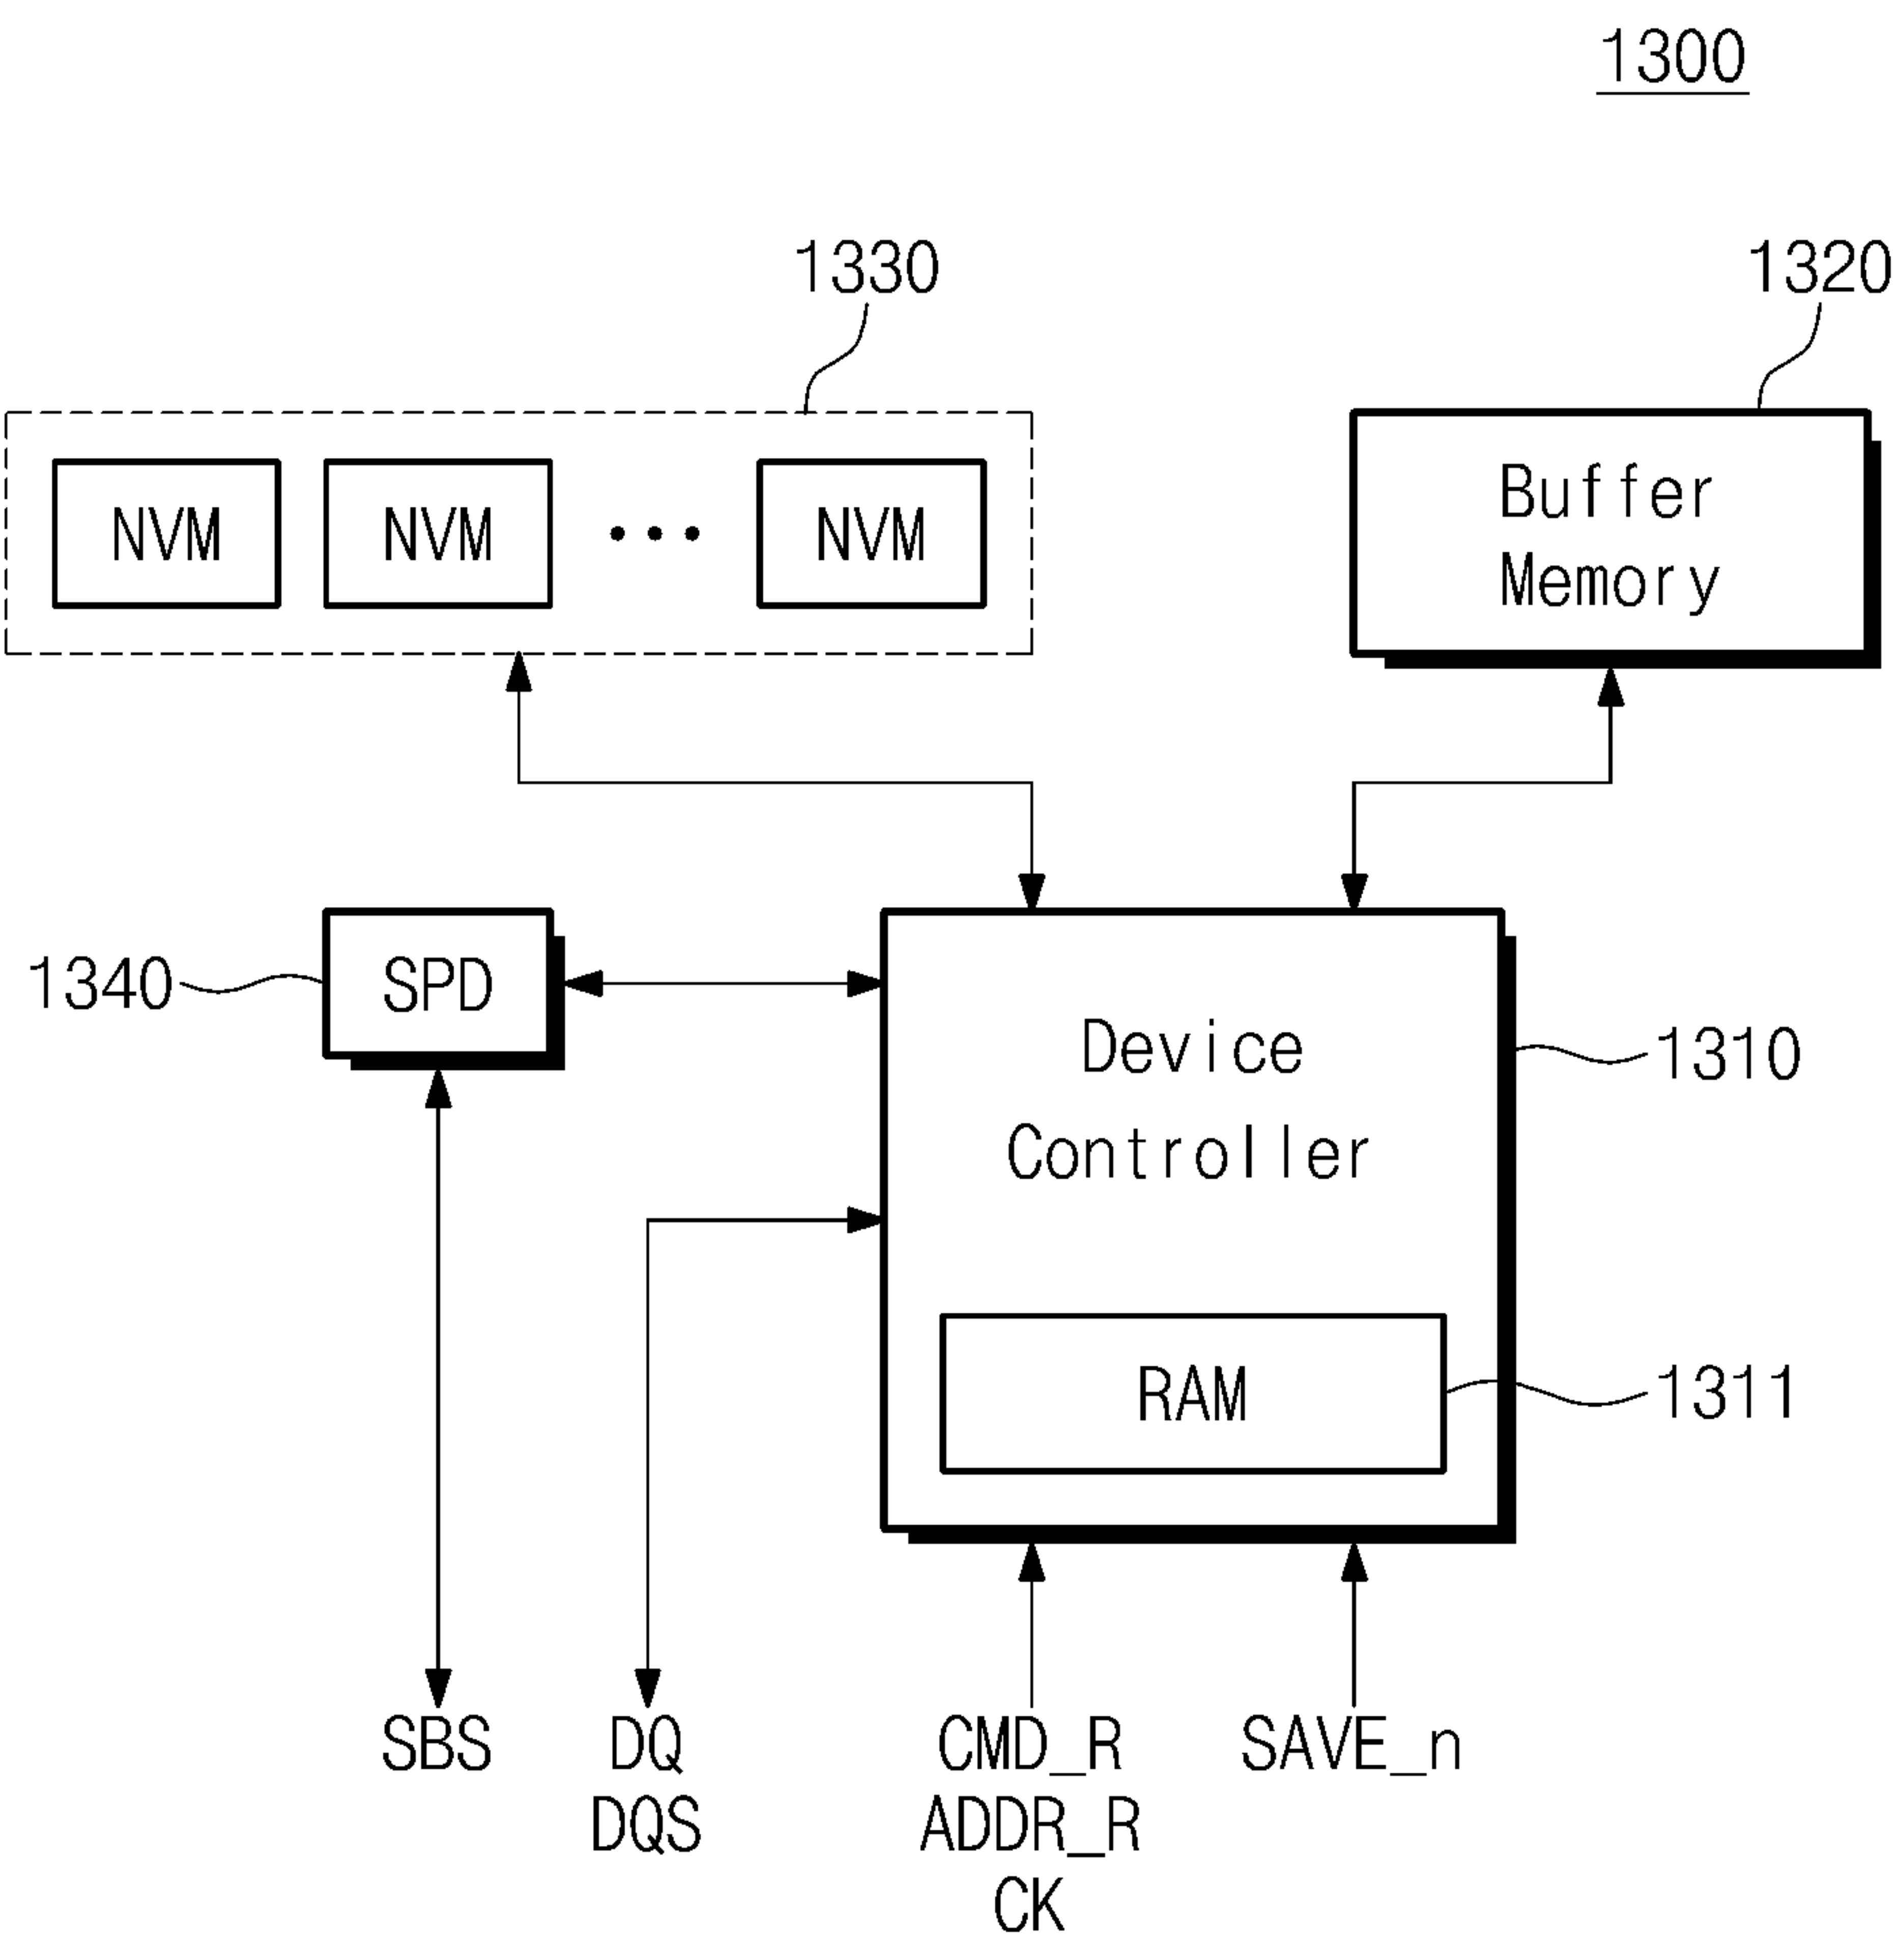 1300
1330
1320
NVM
NVM
NVM
Buffer
Memory
1340
SPD
Device
Controller
1310
RAM
1311
SBS
DQ
DQS
CMD_R
ADDR_R
CK
SAVE_n